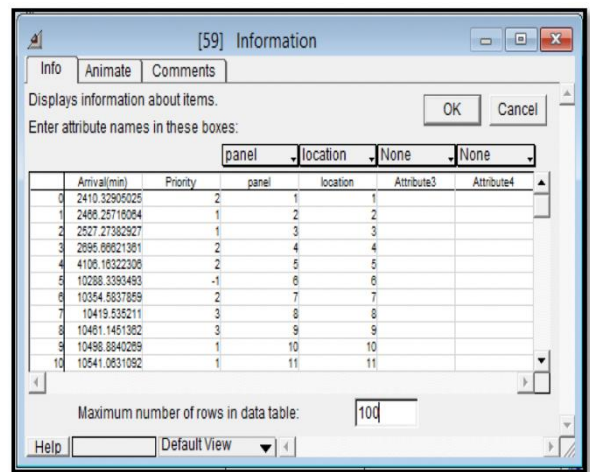 [59] Information
Info Animate Comments
Displays information about items.
OK Cancel
Enter attribute names in these boxes:
panel location None None
Arrival(min) Priority panel location Attribute3 Attribute4
0 2410.32905025 2 1 1
1 2466.25716064 1 2 2
2 2527.27382927 1 3 3
3 2695.66621361 2 4 4
4 4106.16322306 2 5 5
5 10288.3393493 -1 6 6
6 10354.5837859 2 7 7
7 10419.535211 3 8 8
8 10461.1451362 3 9 9
9 10498.8840269 1 10 10
10 10541.0631092 1 11 11
Maximum number of rows in data table: 100
Help Default View